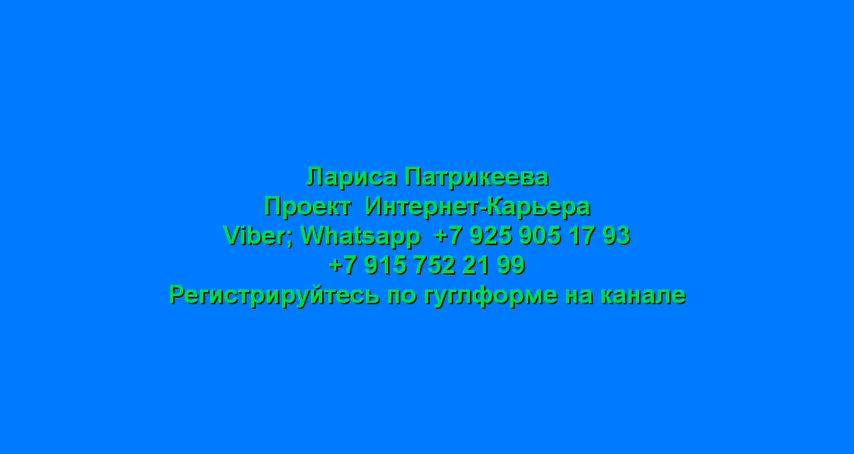 Лариса Патрикеева
Проект  Интернет-Карьера
Viber; Whatsapp  +7 925 905 17 93
+7 915 752 21 99
Регистрируйтесь по гуглформе на канале